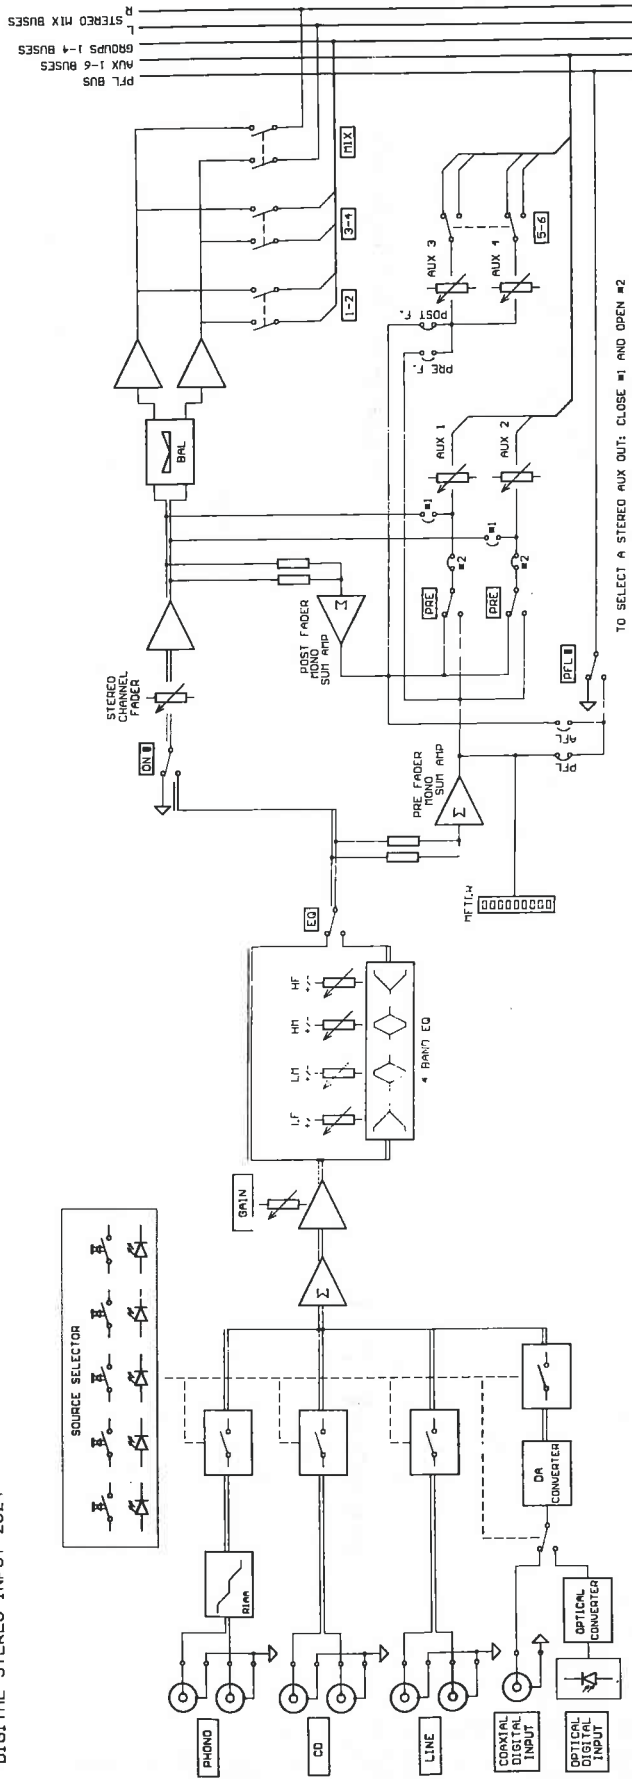 DIGITAL STEREO INPUT
SOURCE SELECTOR
PHONO
CD
LINE
COAXIAL
DIGITAL
INPUT
OPTICAL
DIGITAL
INPUT
RIAA
OPTICAL
CONVERTER
DA
CONVERTER
Σ
GAIN
LF
+/-
LM
+/-
HM
+/-
HF
+/-
4 BAND EQ
EQ
METER
PRE FADER
MONO
SUM AMP
Σ
ON
STEREO
CHANNEL
FADER
POST FADER
MONO
SUM AMP
Σ
BAL
PFL
AFL
PFL
PRE
PRE
#2
#2
#1
#1
AUX 1
AUX 2
PRE F.
POST F.
AUX 3
AUX 4
5-6
1-2
3-4
MIX
R
L
STEREO MIX BUSES
GROUPS 1-4 BUSES
AUX 1-6 BUSES
PFL BUS
TO SELECT A STEREO AUX OUT: CLOSE #1 AND OPEN #2